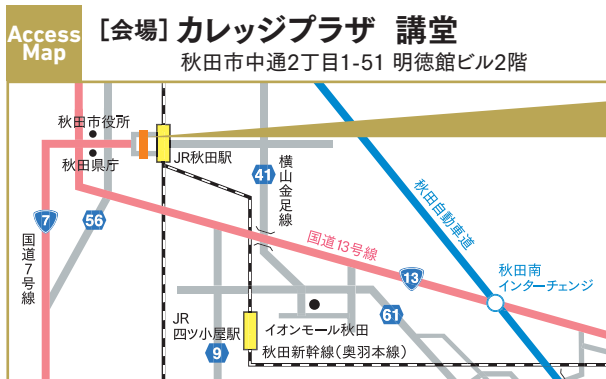 Access
Map
[会場] カレッジプラザ 講堂
秋田市中通2丁目1-51 明徳館ビル2階
秋田市役所
秋田県庁
JR秋田駅
41
横山金足線
7
国道7号線
56
国道13号線
13
秋田自動車道
秋田南
インターチェンジ
JR
四ツ小屋駅
9
イオンモール秋田
61
秋田新幹線(奥羽本線)